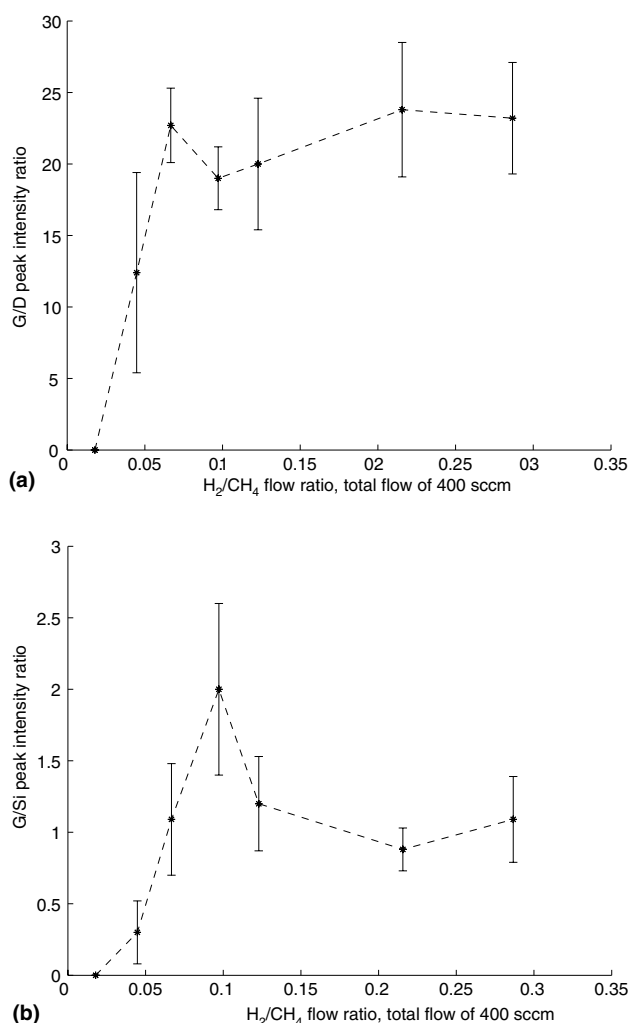 30
25
20
15
10
5
0
G/D peak intensity ratio
0 0.05 0.1 0.15 02 0.25 03 0.35
(a)
H₂/CH₄ flow ratio, total flow of 400 sccm
3
2.5
2
1.5
1
0.5
0
G/Si peak intensity ratio
0 0.05 0.1 0.15 0.2 0.25 0.3 0.35
(b)
H₂/CH₄ flow ratio, total flow of 400 sccm